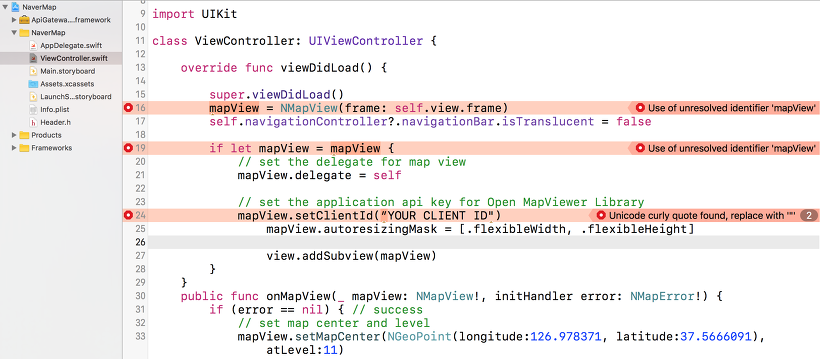 NaverMap
ApiGatewa....framework
NaverMap
AppDelegate.swift
ViewController.swift
Main.storyboard
Assets.xcassets
LaunchS...storyboard
Info.plist
Header.h
Products
Frameworks
9 import UIKit
10
11 class ViewController: UIViewController {
12
13 override func viewDidLoad() {
14
15 super.viewDidLoad()
16 mapView = NMapView(frame: self.view.frame) Use of unresolved identifier 'mapView'
17 self.navigationController?.navigationBar.isTranslucent = false
18
19 if let mapView = mapView { Use of unresolved identifier 'mapView'
20 // set the delegate for map view
21 mapView.delegate = self
22
23 // set the application api key for Open MapViewer Library
24 mapView.setClientId(“YOUR CLIENT ID") Unicode curly quote found, replace with '"' 2
25 mapView.autoresizingMask = [.flexibleWidth, .flexibleHeight]
26
27 view.addSubview(mapView)
28 }
29 }
30 public func onMapView(_ mapView: NMapView!, initHandler error: NMapError!) {
31 if (error == nil) { // success
32 // set map center and level
33 mapView.setMapCenter(NGeoPoint(longitude:126.978371, latitude:37.5666091),
atLevel:11)